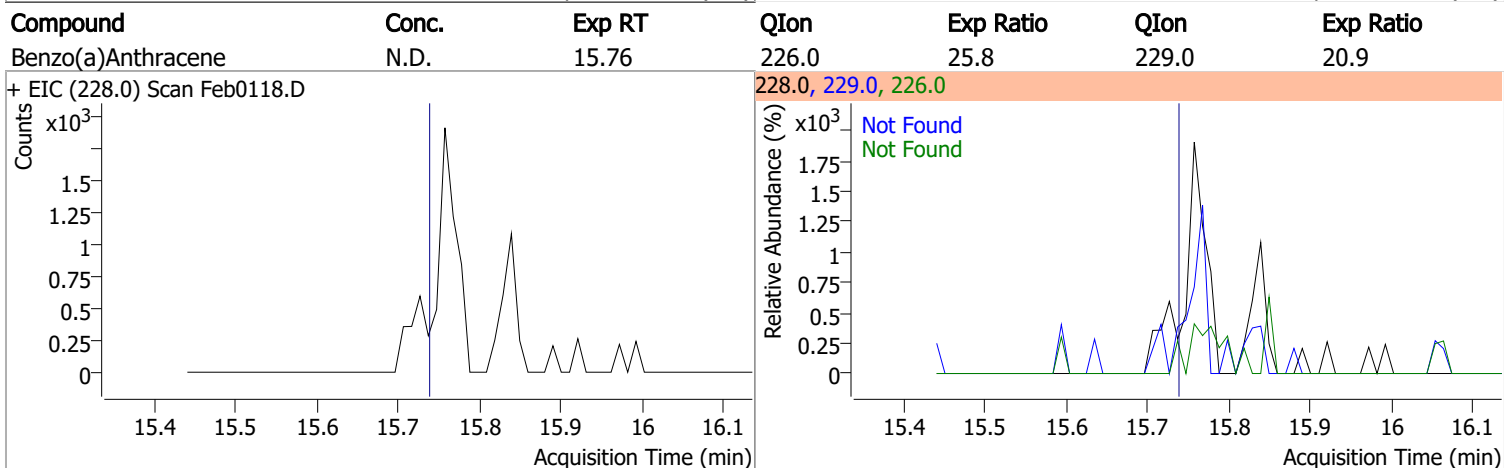 Compound Conc. Exp RT QIon Exp Ratio QIon Exp Ratio
Benzo(a)Anthracene N.D. 15.76 226.0 25.8 229.0 20.9
+ EIC (228.0) Scan Feb0118.D
Counts
x10³
1.5
1.25
1
0.75
0.5
0.25
0
15.4 15.5 15.6 15.7 15.8 15.9 16 16.1
Acquisition Time (min)
228.0, 229.0, 226.0
Relative Abundance (%)
x10³
Not Found
Not Found
1.75
1.5
1.25
1
0.75
0.5
0.25
0
15.4 15.5 15.6 15.7 15.8 15.9 16 16.1
Acquisition Time (min)